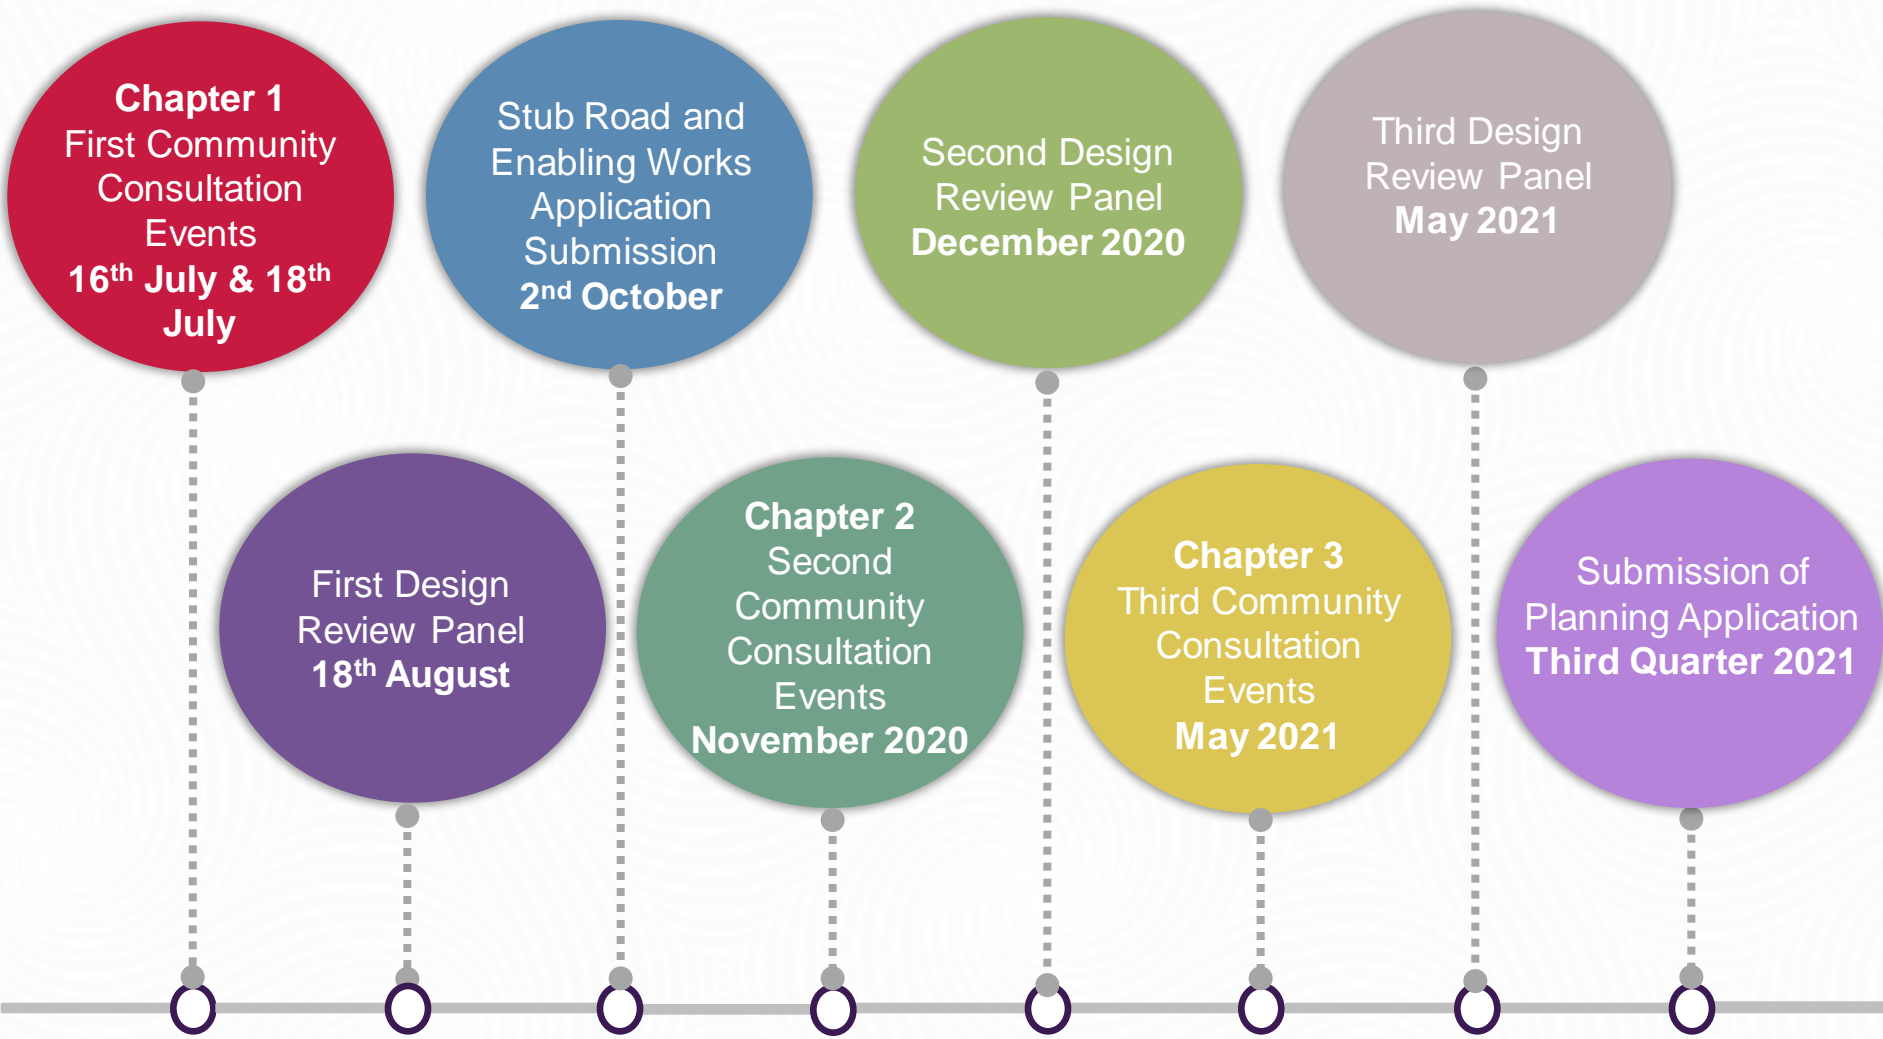 Chapter 1
First Community
Consultation
Events
16th July & 18th
July
First Design
Review Panel
18th August
Stub Road and
Enabling Works
Application
Submission
2nd October
Chapter 2
Second
Community
Consultation
Events
November 2020
Second Design
Review Panel
December 2020
Chapter 3
Third Community
Consultation
Events
May 2021
Third Design
Review Panel
May 2021
Submission of
Planning Application
Third Quarter 2021